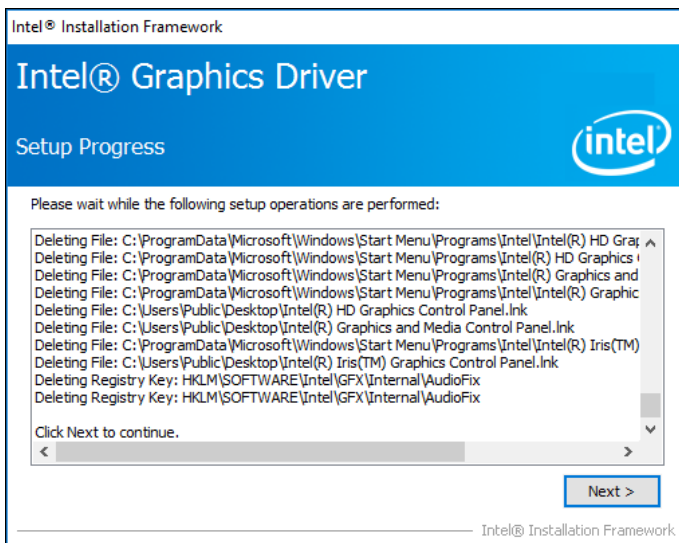 Intel® Installation Framework
Intel® Graphics Driver
Setup Progress
intel
Please wait while the following setup operations are performed:
Deleting File: C:\ProgramData\Microsoft\Windows\Start Menu\Programs\Intel\Intel(R) HD Grap
Deleting File: C:\ProgramData\Microsoft\Windows\Start Menu\Programs\Intel(R) HD Graphics
Deleting File: C:\ProgramData\Microsoft\Windows\Start Menu\Programs\Intel(R) Graphics and
Deleting File: C:\ProgramData\Microsoft\Windows\Start Menu\Programs\Intel\Intel(R) Graphic
Deleting File: C:\Users\Public\Desktop\Intel(R) HD Graphics Control Panel.lnk
Deleting File: C:\Users\Public\Desktop\Intel(R) Graphics and Media Control Panel.lnk
Deleting File: C:\ProgramData\Microsoft\Windows\Start Menu\Programs\Intel\Intel(R) Iris(TM)
Deleting File: C:\Users\Public\Desktop\Intel(R) Iris(TM) Graphics Control Panel.lnk
Deleting Registry Key: HKLM\SOFTWARE\Intel\GFX\Internal\AudioFix
Deleting Registry Key: HKLM\SOFTWARE\Intel\GFX\Internal\AudioFix
Click Next to continue.
Next >
Intel® Installation Framework